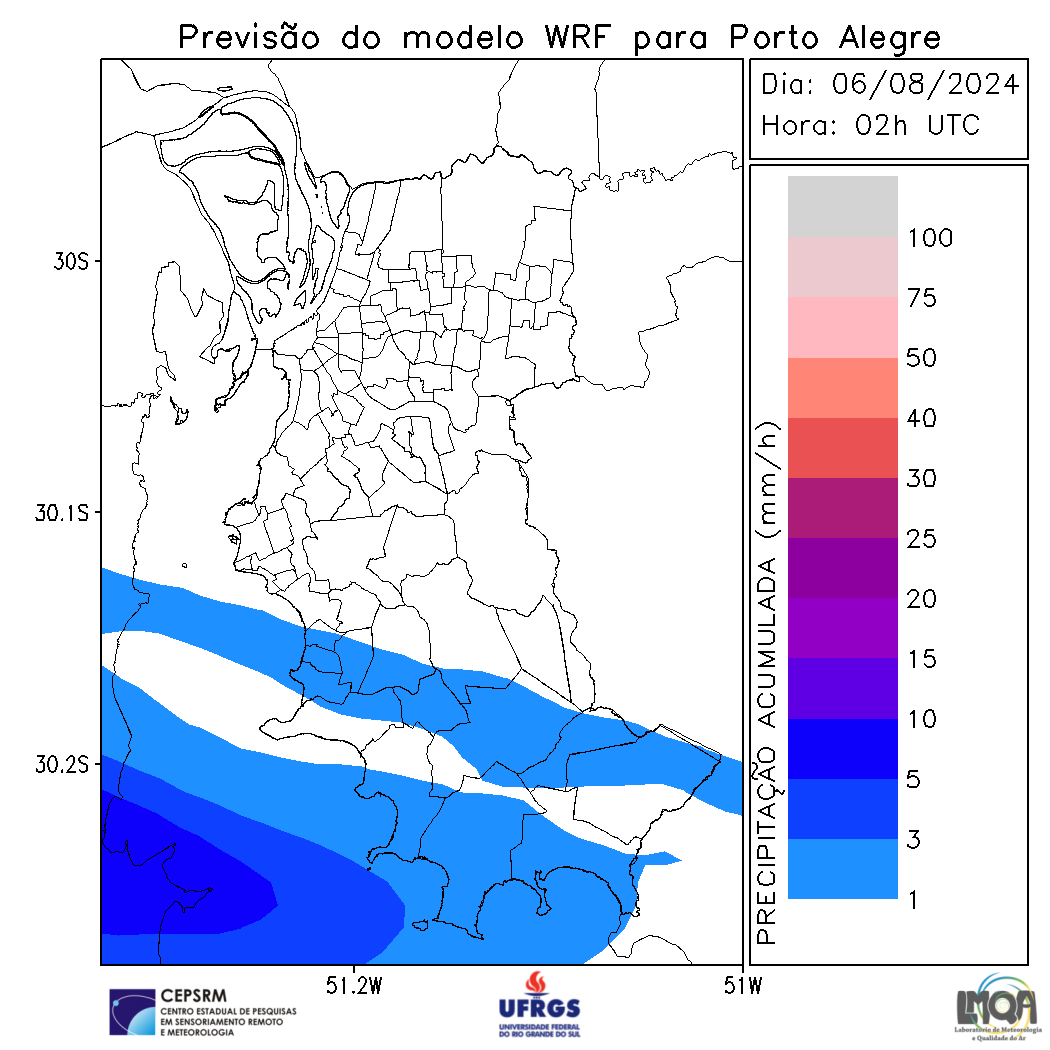 Previsão do modelo WRF para Porto Alegre
Dia: 06/08/2024
Hora: 02h UTC
100
75
50
40
30
25
20
15
10
5
3
1
PRECIPITAÇÃO ACUMULADA (mm/h)
30S
30.1S
30.2S
51.2W
51W
CEPSRM
CENTRO ESTADUAL DE PESQUISAS
EM SENSORIAMENTO REMOTO
E METEOROLOGIA
UFRGS
UNIVERSIDADE FEDERAL
DO RIO GRANDE DO SUL
LMQA
Laboratório de Meteorologia
e Qualidade do Ar